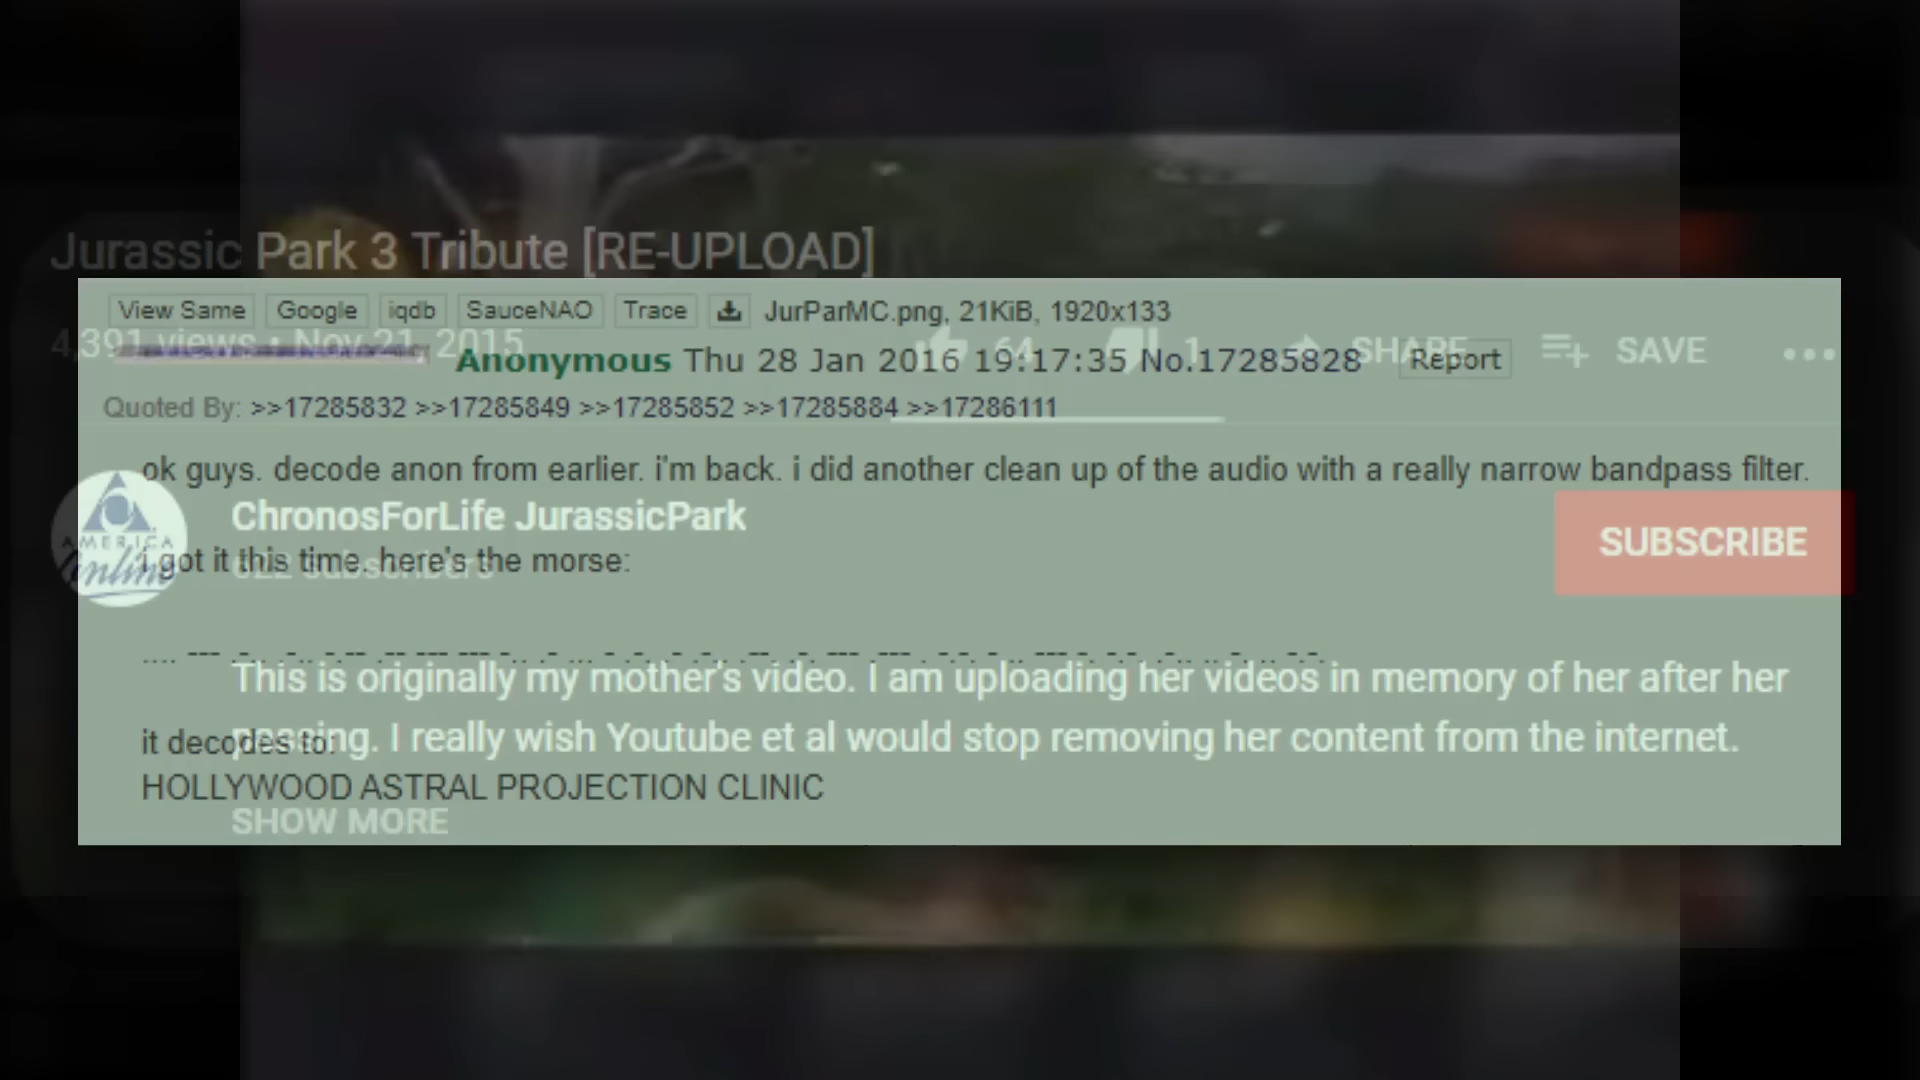 Jurassic Park 3 Tribute [RE-UPLOAD]
View Same Google iqdb SauceNAO Trace JurParMC.png, 21KiB, 1920x133
4,391 views • Nov 21, 2015 64 1 SHARE SAVE
Anonymous Thu 28 Jan 2016 19:17:35 No.17285828 Report
Quoted By: >>17285832 >>17285849 >>17285852 >>17285884 >>17286111
ok guys. decode anon from earlier. i'm back. i did another clean up of the audio with a really narrow bandpass filter.
ChronosForLife JurassicPark
SUBSCRIBE
AMERICA
Online
i got it this time. here's the morse:
subscribers
This is originally my mother's video. I am uploading her videos in memory of her after her
passing. I really wish Youtube et al would stop removing her content from the internet.
it decodes to:
HOLLYWOOD ASTRAL PROJECTION CLINIC
SHOW MORE